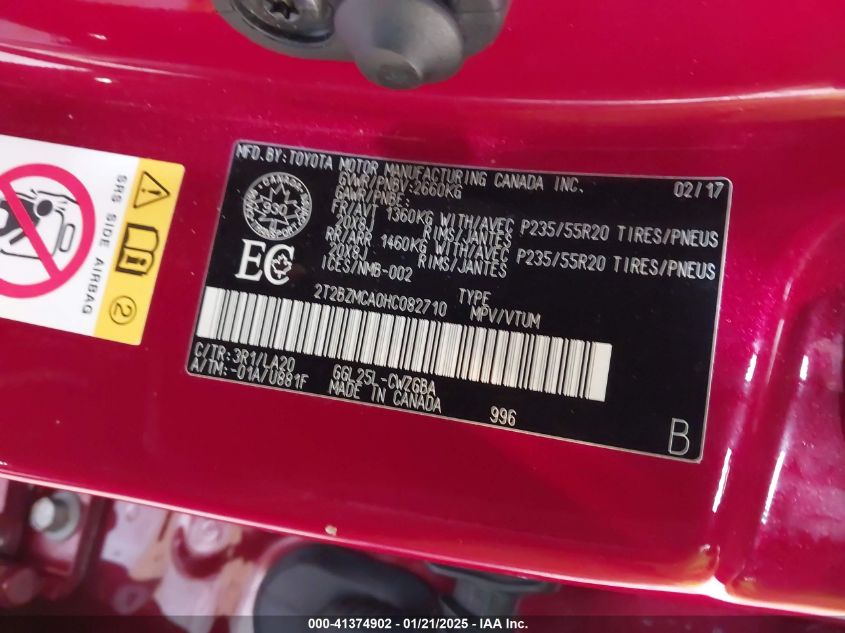 MFD.BY:TOYOTA MOTOR MANUFACTURING CANADA INC. 02/17
GVWR/PNBV:2660KG
GAWR/PNBE:
FR/AVT 1360KG WITH/AVEC P235/55R20 TIRES/PNEUS
20X8J RIMS/JANTES
RR/ARR 1460KG WITH/AVEC P235/55R20 TIRES/PNEUS
20X8J RIMS/JANTES
ICES/NMB-002
EC
2T2BZMCA0HC082710 TYPE
MPV/VTUM
C/TR:3R1/LA20 GGL25L-CWZGBA
A/TM:-01A/U881F MADE IN CANADA 996
B
SRS SIDE AIRBAG
2
000-41374902 - 01/21/2025 - IAA Inc.